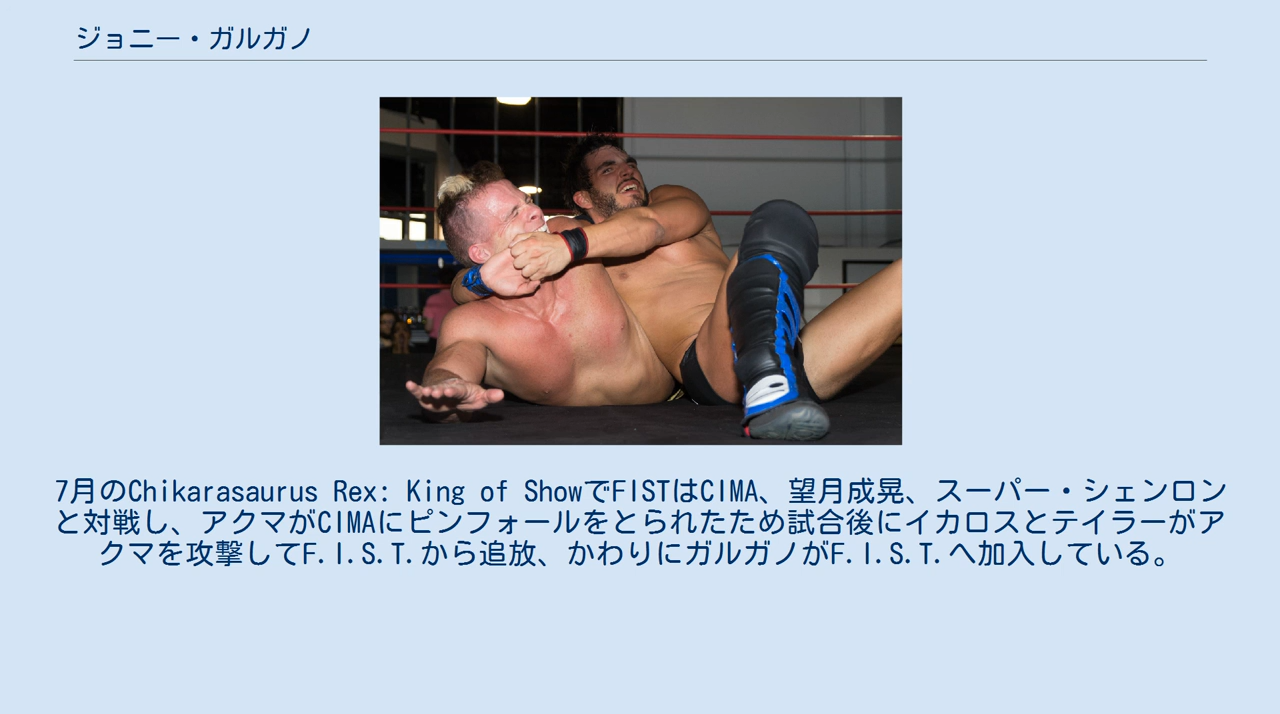 ジョニー・ガルガノ
7月のChikarasaurus Rex: King of ShowでFISTはCIMA、望月成晃、スーパー・シェンロン
と対戦し、アクマがCIMAにピンフォールをとられたため試合後にイカロスとテイラーがア
クマを攻撃してF.I.S.T.から追放、かわりにガルガノがF.I.S.T.へ加入している。